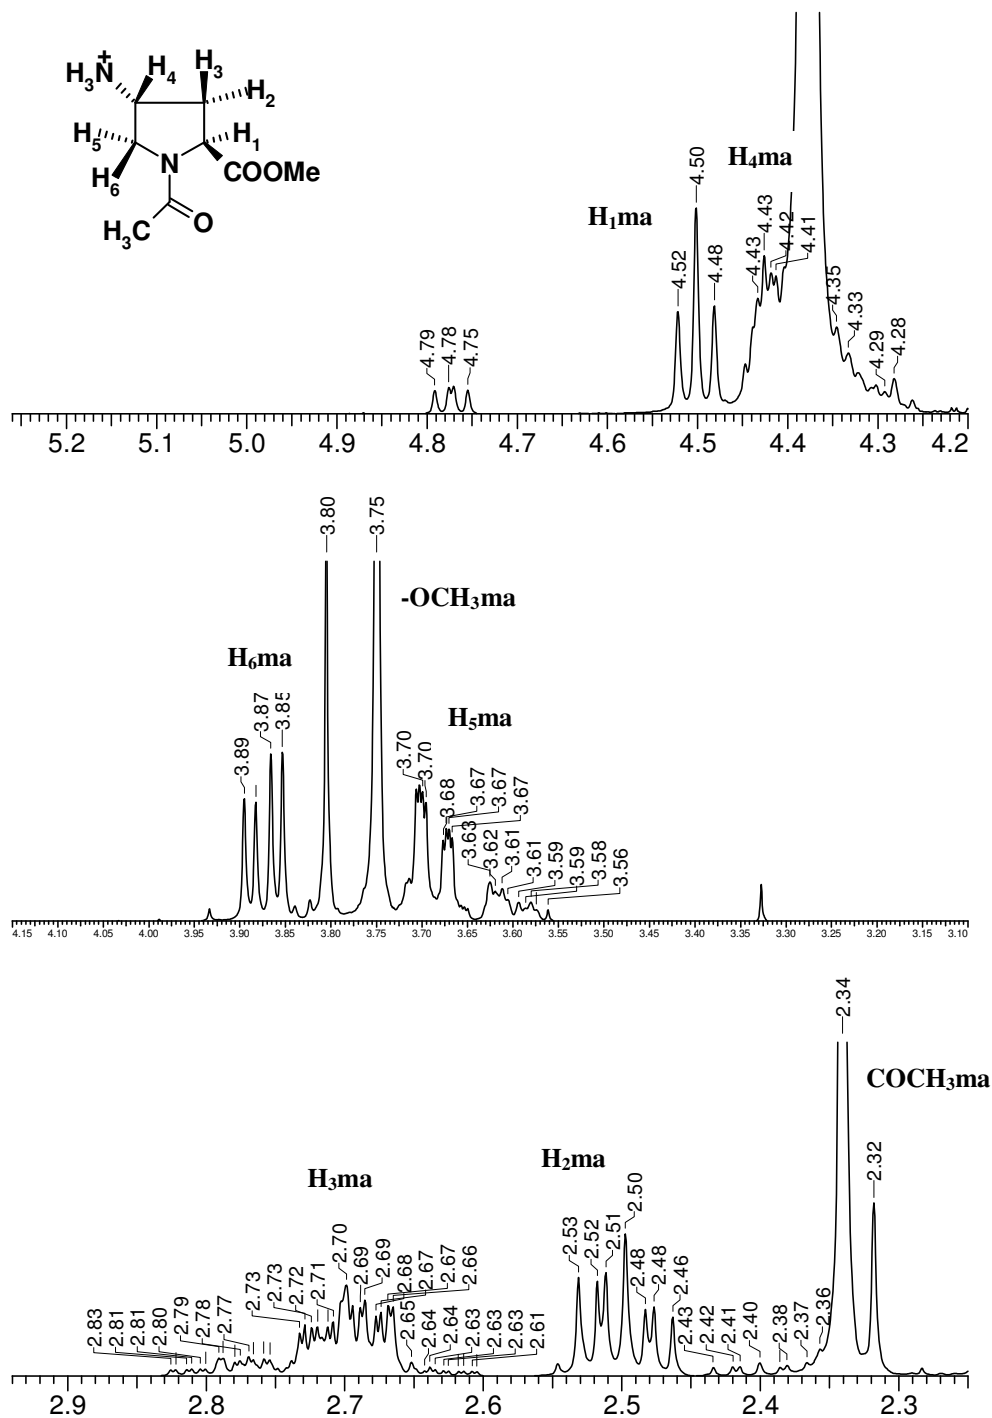 H3N+ H4 H3
H2
H5 H1
H6 N COOMe
H3C O
H1ma H4ma
4.79 4.78 4.75 4.52 4.50 4.48 4.43 4.43 4.42 4.41 4.35 4.33 4.29 4.28
5.2 5.1 5.0 4.9 4.8 4.7 4.6 4.5 4.4 4.3 4.2
3.80 3.75
-OCH3ma
H6ma
H5ma
3.89 3.87 3.85 3.70 3.70 3.68 3.67 3.67 3.67 3.63 3.62 3.61 3.61 3.59 3.59 3.58 3.56
4.15 4.10 4.05 4.00 3.95 3.90 3.85 3.80 3.75 3.70 3.65 3.60 3.55 3.50 3.45 3.40 3.35 3.30 3.25 3.20 3.15 3.10
COCH3ma
H2ma
H3ma
2.83 2.81 2.81 2.80 2.79 2.78 2.77 2.73 2.73 2.72 2.71 2.70 2.69 2.69 2.68 2.67 2.67 2.66 2.65 2.64 2.64 2.63 2.63 2.63 2.61 2.53 2.52 2.51 2.50 2.48 2.48 2.46 2.43 2.42 2.41 2.40 2.38 2.37 2.36 2.34 2.32
2.9 2.8 2.7 2.6 2.5 2.4 2.3